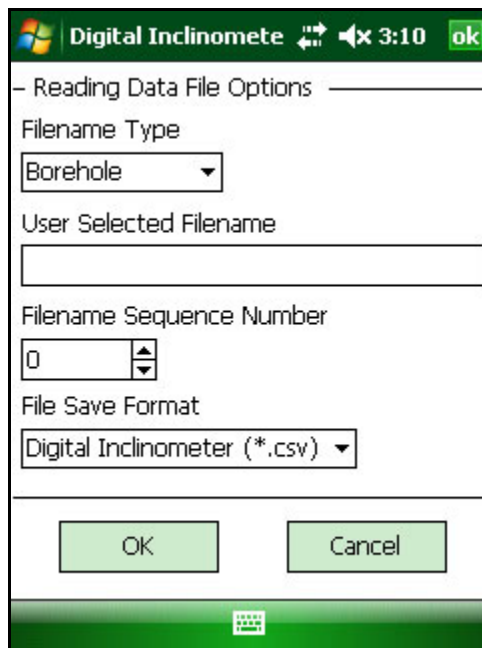 Digital Inclinomete 3:10 ok
Reading Data File Options
Filename Type
Borehole
User Selected Filename
Filename Sequence Number
0
File Save Format
Digital Inclinometer (*.csv)
OK Cancel